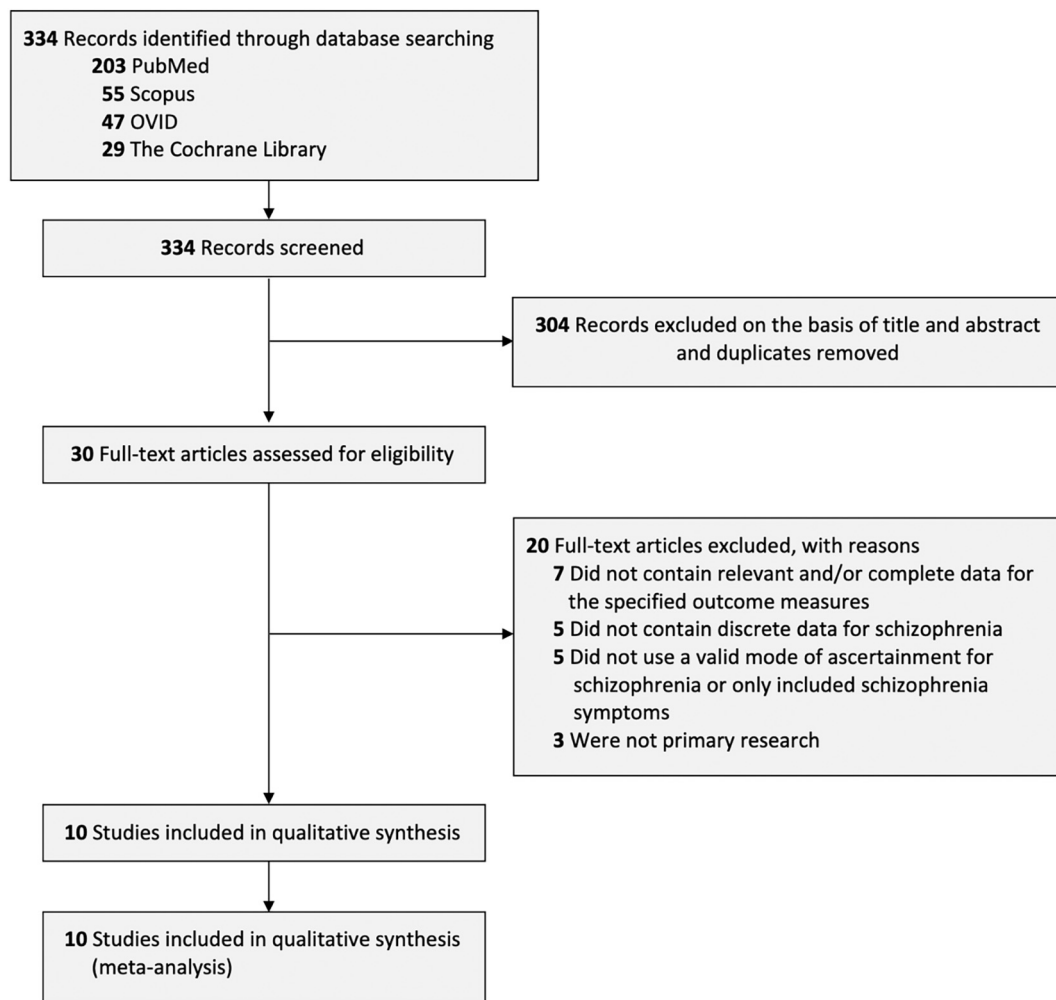 334 Records identified through database searching
203 PubMed
55 Scopus
47 OVID
29 The Cochrane Library
334 Records screened
304 Records excluded on the basis of title and abstract
and duplicates removed
30 Full-text articles assessed for eligibility
20 Full-text articles excluded, with reasons
7 Did not contain relevant and/or complete data for
the specified outcome measures
5 Did not contain discrete data for schizophrenia
5 Did not use a valid mode of ascertainment for
schizophrenia or only included schizophrenia
symptoms
3 Were not primary research
10 Studies included in qualitative synthesis
10 Studies included in qualitative synthesis
(meta-analysis)